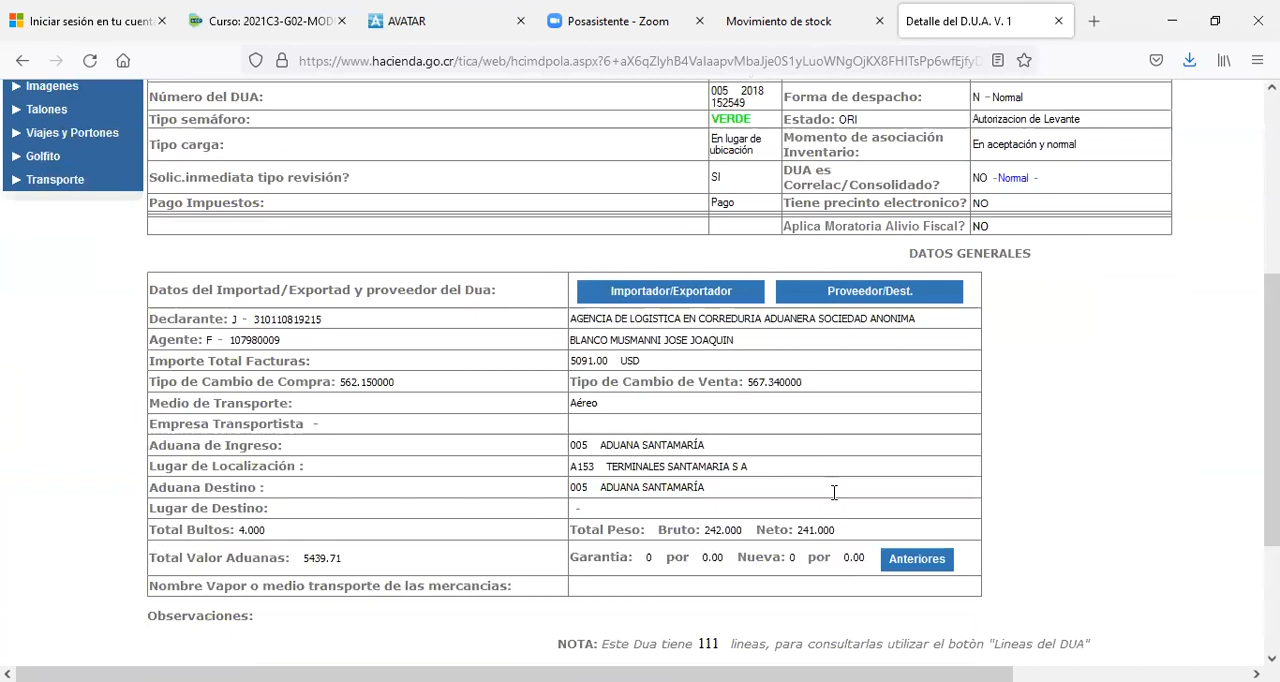 Iniciar sesión en tu cuenta
Curso: 2021C3-G02-MOD
AVATAR
Posasistente - Zoom
Movimiento de stock
Detalle del D.U.A. V. 1
https://www.hacienda.go.cr/tica/web/hcimdpola.aspx?6+aX6qZlyhB4VaIaapvMbaJje0S1yLuoWNgOjKX8FHITsPp6wfEjfyD
Imagenes
Talones
Viajes y Portones
Golfito
Transporte
Número del DUA: 005 2018 152549 Forma de despacho: N - Normal
Tipo semáforo: VERDE Estado: ORI Autorizacion de Levante
Tipo carga: En lugar de ubicación Momento de asociación Inventario: En aceptación y normal
Solic.inmediata tipo revisión? SI DUA es Correlac/Consolidado? NO -Normal -
Pago Impuestos: Pago Tiene precinto electronico? NO
Aplica Moratoria Alivio Fiscal? NO
DATOS GENERALES
Datos del Importad/Exportad y proveedor del Dua: Importador/Exportador Proveedor/Dest.
Declarante: J - 310110819215 AGENCIA DE LOGISTICA EN CORREDURIA ADUANERA SOCIEDAD ANONIMA
Agente: F - 107980009 BLANCO MUSMANNI JOSE JOAQUIN
Importe Total Facturas: 5091.00 USD
Tipo de Cambio de Compra: 562.150000 Tipo de Cambio de Venta: 567.340000
Medio de Transporte: Aéreo
Empresa Transportista -
Aduana de Ingreso: 005 ADUANA SANTAMARÍA
Lugar de Localización : A153 TERMINALES SANTAMARIA S A
Aduana Destino : 005 ADUANA SANTAMARÍA
Lugar de Destino: -
Total Bultos: 4.000 Total Peso: Bruto: 242.000 Neto: 241.000
Total Valor Aduanas: 5439.71 Garantia: 0 por 0.00 Nueva: 0 por 0.00 Anteriores
Nombre Vapor o medio transporte de las mercancias:
Observaciones:
NOTA: Este Dua tiene 111 lineas, para consultarlas utilizar el botòn "Lineas del DUA"